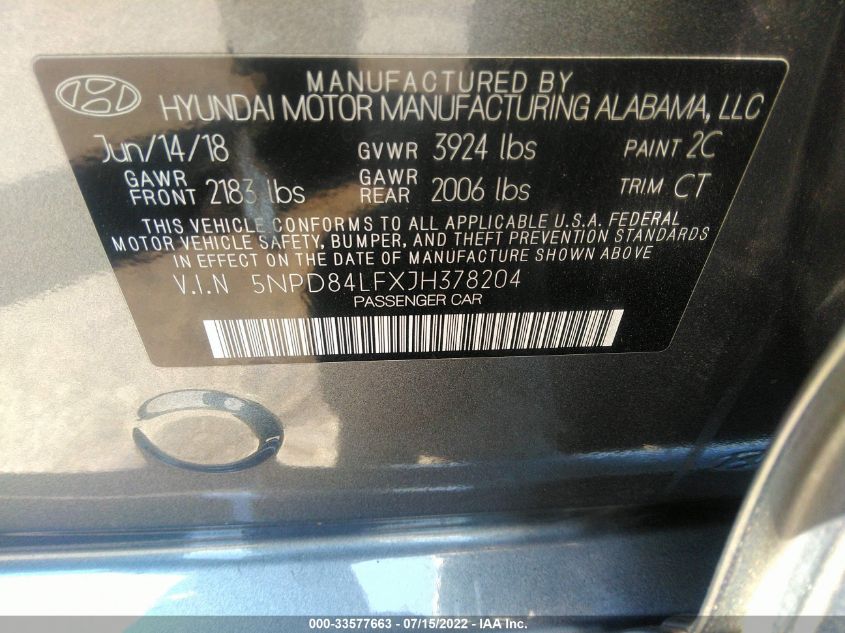 MANUFACTURED BY
HYUNDAI MOTOR MANUFACTURING ALABAMA, LLC
Jun/14/18 GVWR 3924 lbs PAINT 2C
GAWR FRONT 2183 lbs GAWR REAR 2006 lbs TRIM CT
THIS VEHICLE CONFORMS TO ALL APPLICABLE U.S.A. FEDERAL
MOTOR VEHICLE SAFETY, BUMPER, AND THEFT PREVENTION STANDARDS
IN EFFECT ON THE DATE OF MANUFACTURE SHOWN ABOVE
V.I.N 5NPD84LFXJH378204
PASSENGER CAR
000-33577663 - 07/15/2022 - IAA Inc.